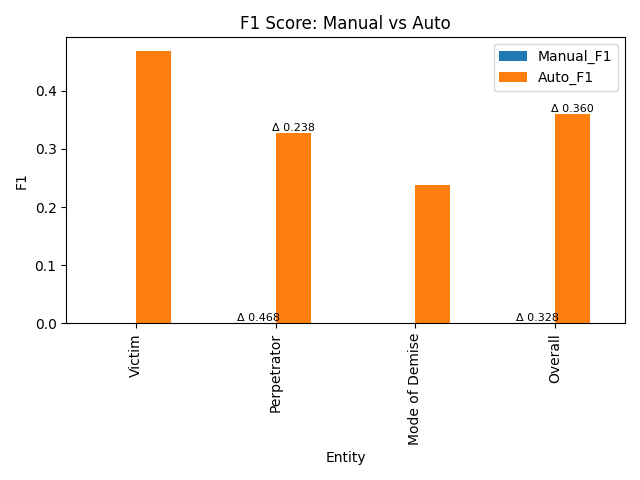 F1 Score: Manual vs Auto
Manual_F1
Auto_F1
F1
0.4
0.3
0.2
0.1
0.0
Δ 0.468
Δ 0.238
Δ 0.328
Δ 0.360
Victim
Perpetrator
Mode of Demise
Overall
Entity